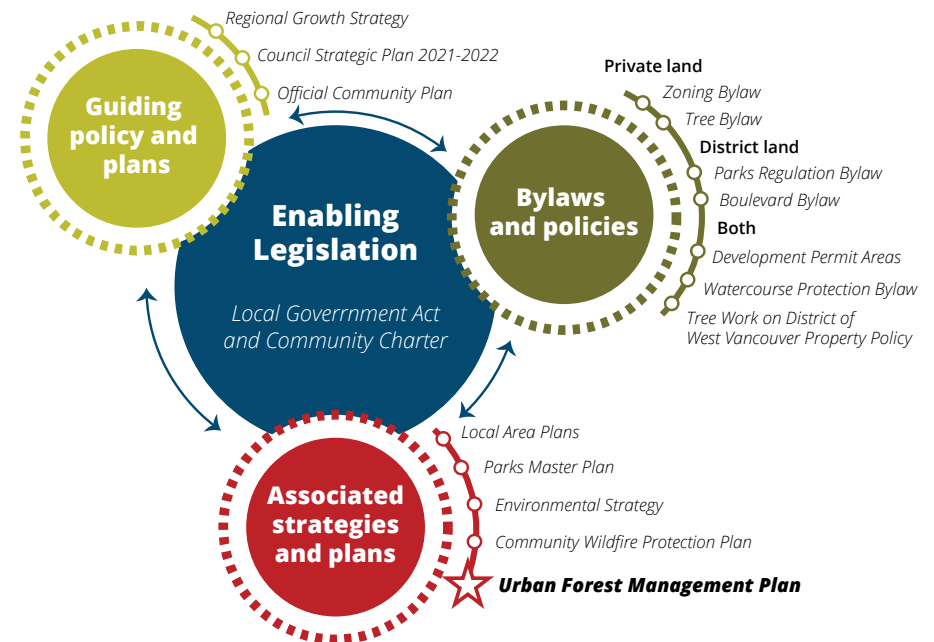 Regional Growth Strategy
Council Strategic Plan 2021-2022
Official Community Plan
Guiding
policy and
plans
Enabling
Legislation
Local Goverrnment Act
and Community Charter
Bylaws
and policies
Private land
Zoning Bylaw
Tree Bylaw
District land
Parks Regulation Bylaw
Boulevard Bylaw
Both
Development Permit Areas
Watercourse Protection Bylaw
Tree Work on District of
West Vancouver Property Policy
Associated
strategies
and plans
Local Area Plans
Parks Master Plan
Environmental Strategy
Community Wildfire Protection Plan
Urban Forest Management Plan